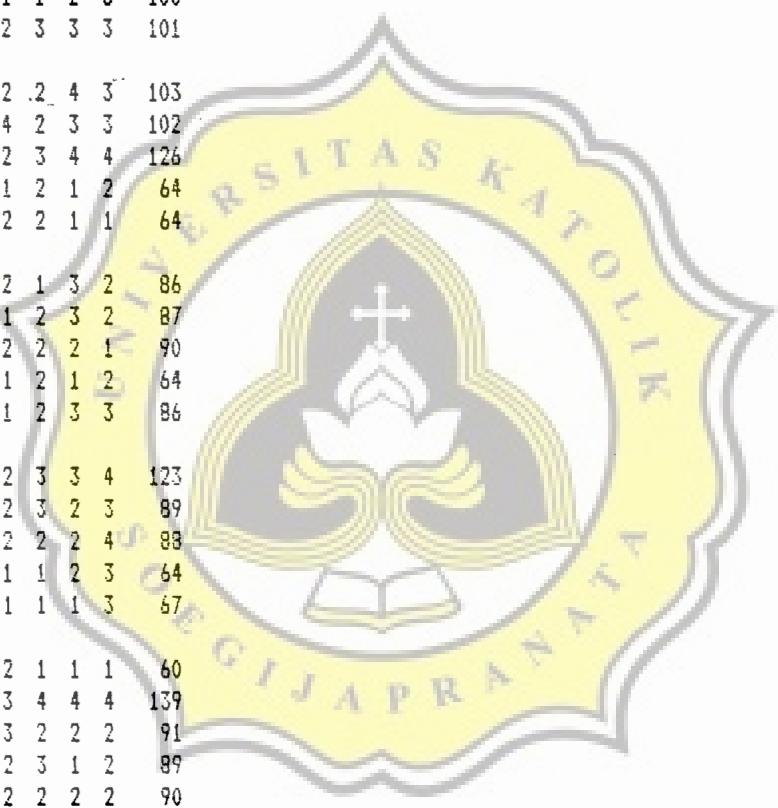 2 3 3 3 101
2 2 4 3 103
4 2 3 3 102
2 3 4 4 126
1 2 1 2 64
2 2 1 1 64
2 1 3 2 86
1 2 3 2 87
2 2 2 1 90
1 2 1 2 64
1 2 3 3 86
2 3 3 4 123
2 3 2 3 89
2 2 2 4 88
1 1 2 3 64
1 1 1 3 67
2 1 1 1 60
3 4 4 4 139
3 2 2 2 91
2 3 1 2 89
2 2 2 2 90
UNIVERSITAS KATOLIK
SOEGIJAPRANATA